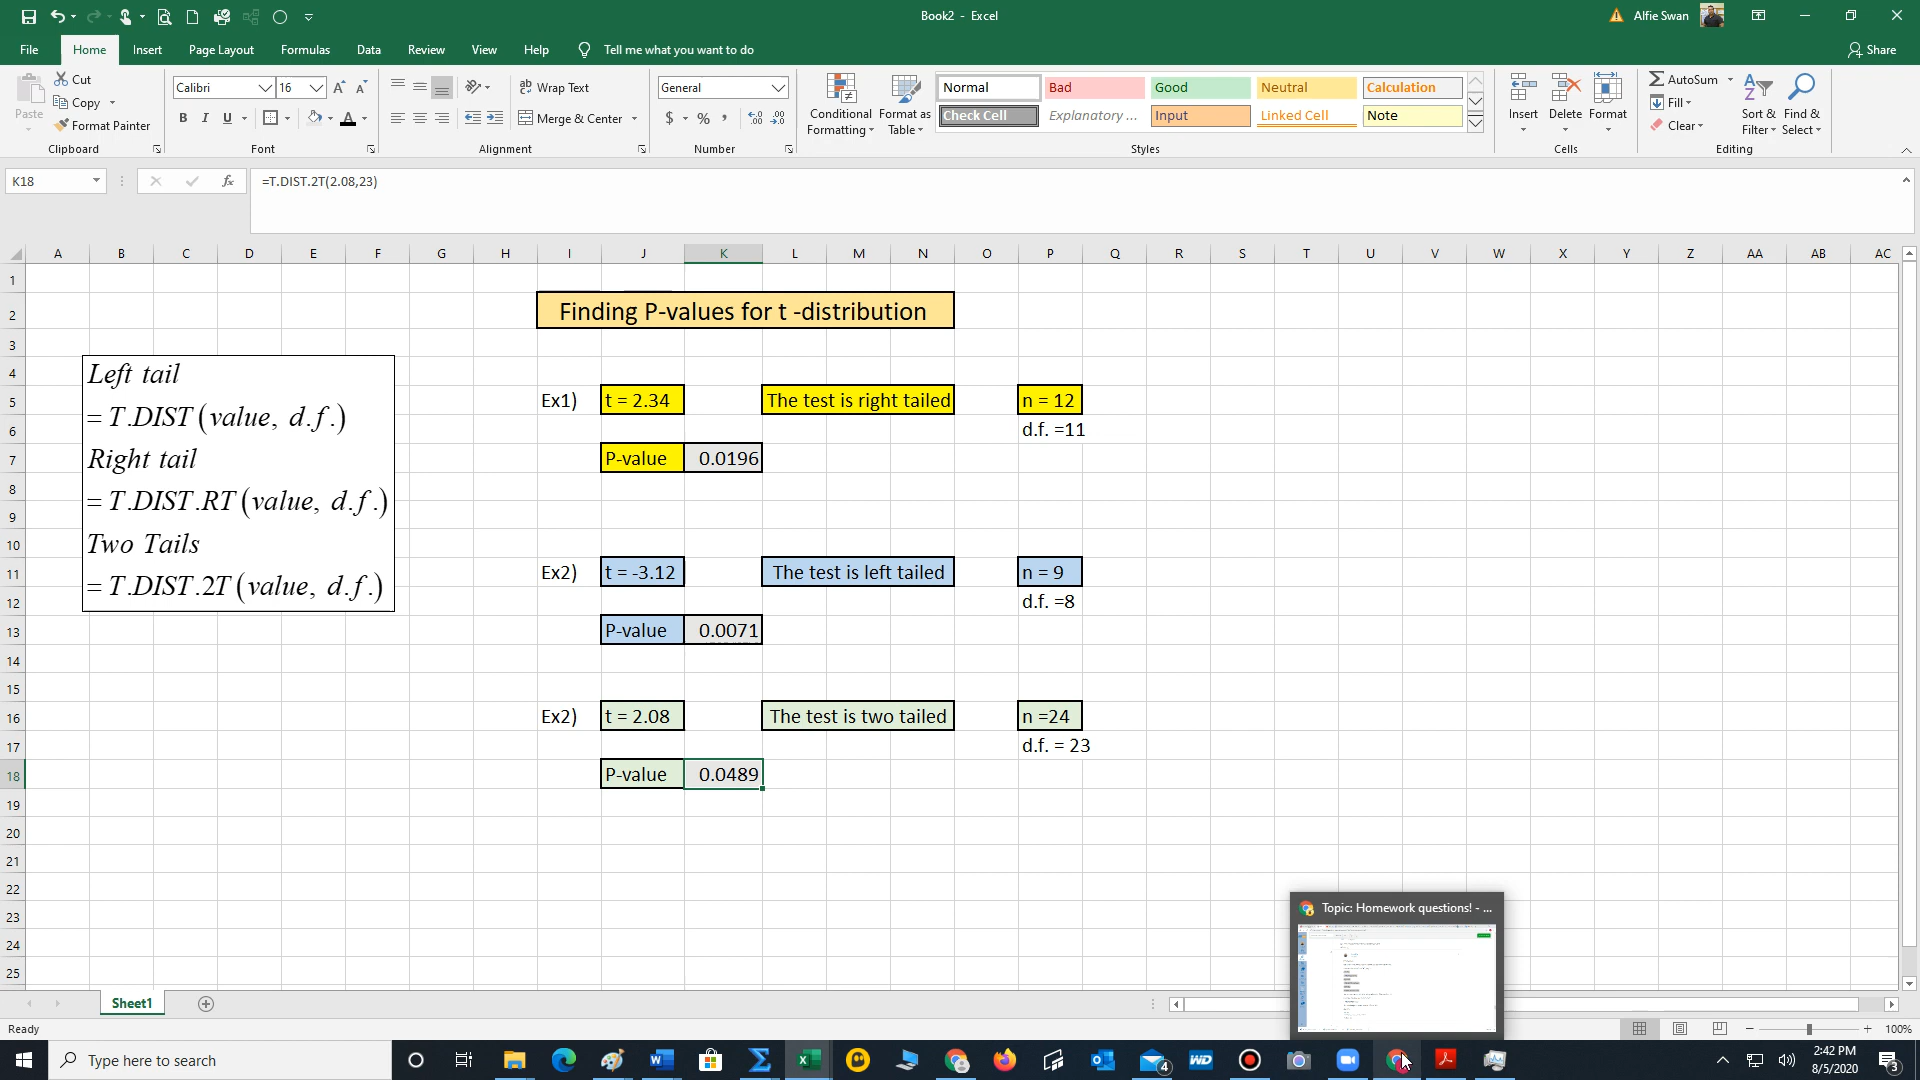 Book2 - Excel
Alfie Swan
File Home Insert Page Layout Formulas Data Review View Help Tell me what you want to do
Share
Paste
Cut
Copy
Format Painter
Clipboard
Calibri 16
B I U
Font
Wrap Text
Merge & Center
Alignment
General
$ % ,
Number
Conditional Formatting
Format as Table
Normal Bad Good Neutral Calculation
Check Cell Explanatory ... Input Linked Cell Note
Styles
Insert Delete Format
Cells
AutoSum
Fill
Clear
Sort & Filter
Find & Select
Editing
K18
fx
=T.DIST.2T(2.08,23)
A B C D E F G H I J K L M N O P Q R S T U V W X Y Z AA AB AC
1
2
3
4
5
6
7
8
9
10
11
12
13
14
15
16
17
18
19
20
21
22
23
24
25
Finding P-values for t -distribution
Left tail
= T.DIST (value, d.f.)
Right tail
= T.DIST.RT (value, d.f.)
Two Tails
= T.DIST.2T (value, d.f.)
Ex1) t = 2.34 The test is right tailed n = 12
d.f. =11
P-value 0.0196
Ex2) t = -3.12 The test is left tailed n = 9
d.f. =8
P-value 0.0071
Ex2) t = 2.08 The test is two tailed n =24
d.f. = 23
P-value 0.0489
Topic: Homework questions! - ...
Sheet1
Ready
100%
Type here to search
4
WD
2:42 PM
8/5/2020
3